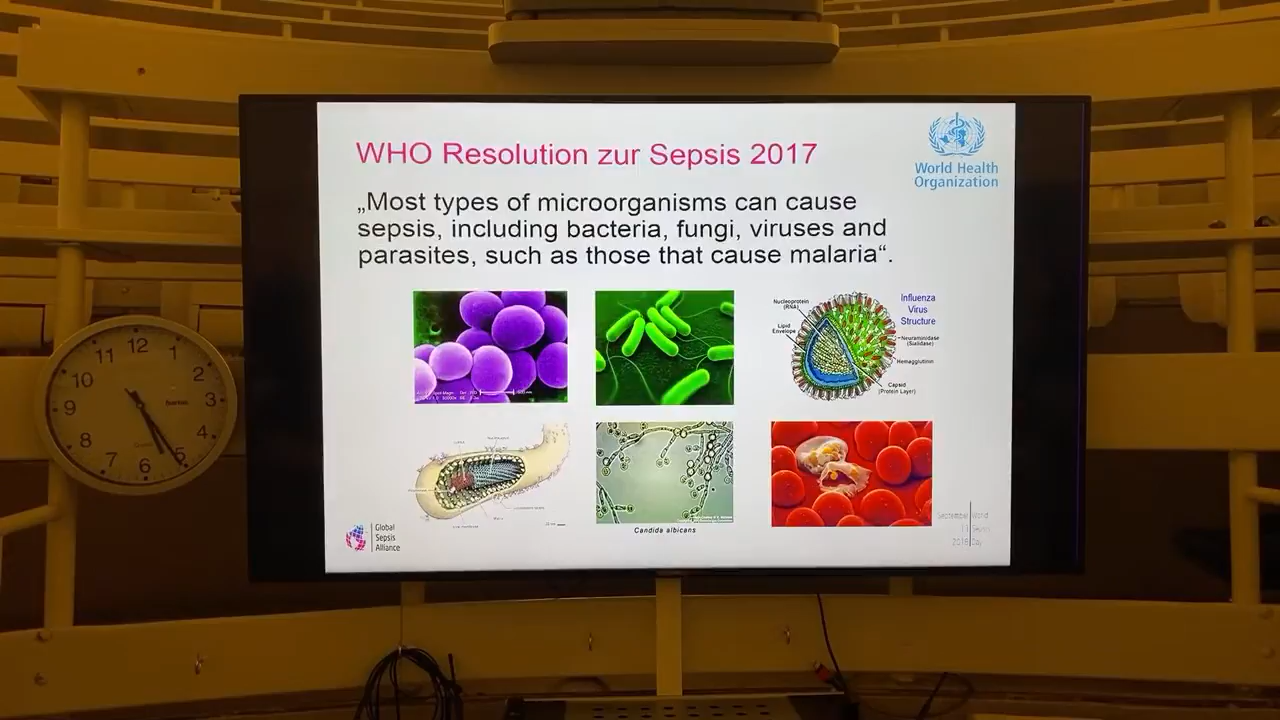 WHO Resolution zur Sepsis 2017
World Health
Organization
„Most types of microorganisms can cause
sepsis, including bacteria, fungi, viruses and
parasites, such as those that cause malaria“.
Nucleoprotein
(RNA)
Lipid
Envelope
Influenza
Virus
Structure
Neuraminidase
(Sialidase)
Hemagglutinin
Capsid
(Protein Layer)
Candida albicans
Global
Sepsis
Alliance
September World
Day
12
1
2
3
4
5
6
7
8
9
10
11